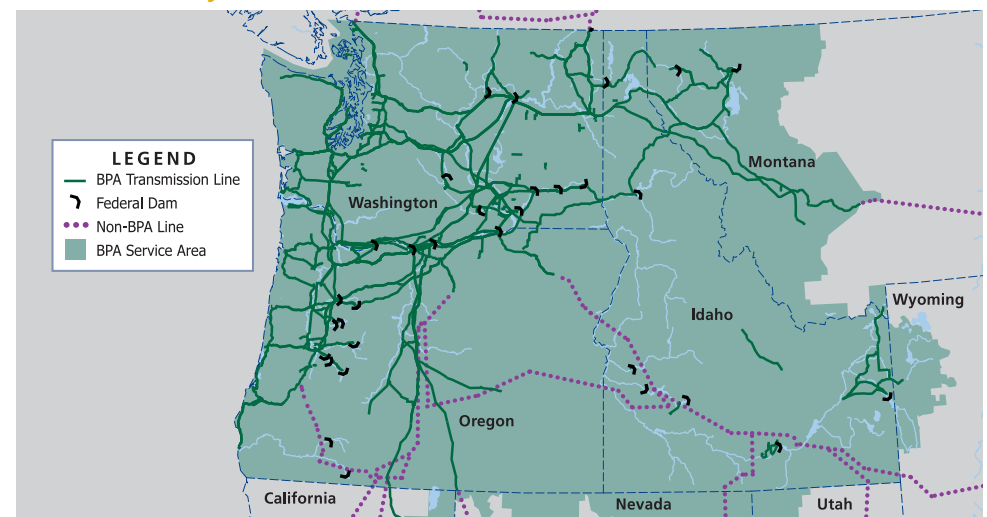 LEGEND
BPA Transmission Line
Federal Dam
Non-BPA Line
BPA Service Area
Washington
Montana
Wyoming
Idaho
Oregon
California
Nevada
Utah